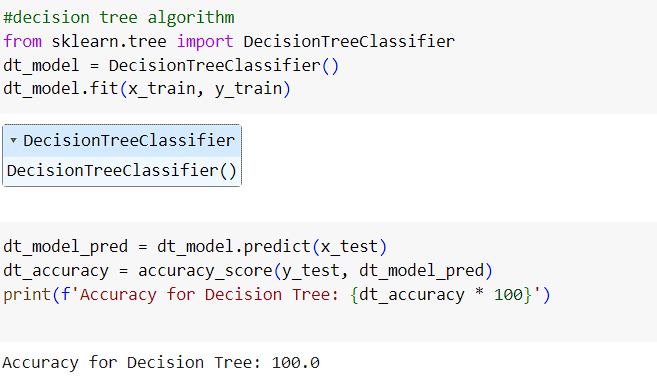 #decision tree algorithm
from sklearn.tree import DecisionTreeClassifier
dt_model = DecisionTreeClassifier()
dt_model.fit(x_train, y_train)
▾ DecisionTreeClassifier
DecisionTreeClassifier()
dt_model_pred = dt_model.predict(x_test)
dt_accuracy = accuracy_score(y_test, dt_model_pred)
print(f'Accuracy for Decision Tree: {dt_accuracy * 100}')
Accuracy for Decision Tree: 100.0